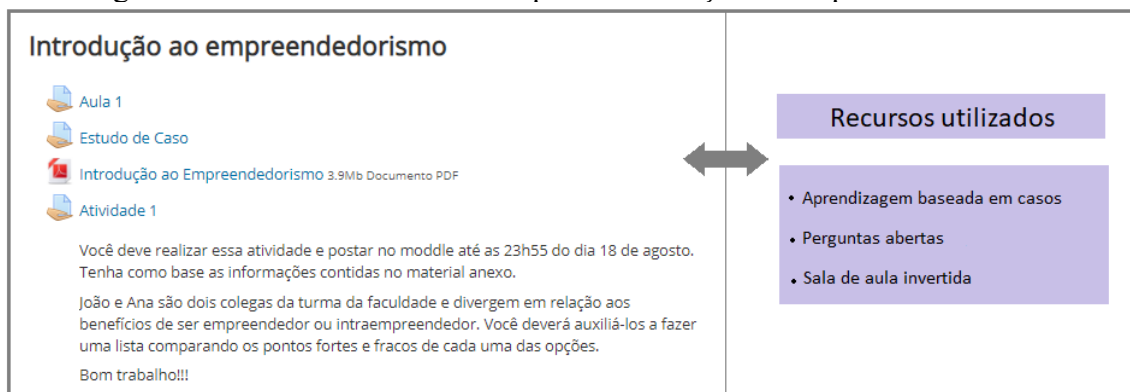 Introdução ao empreendedorismo
Aula 1
Estudo de Caso
Introdução ao Empreendedorismo 3.9Mb Documento PDF
Atividade 1
Você deve realizar essa atividade e postar no moddle até as 23h55 do dia 18 de agosto.
Tenha como base as informações contidas no material anexo.
João e Ana são dois colegas da turma da faculdade e divergem em relação aos
benefícios de ser empreendedor ou intraempreendedor. Você deverá auxiliá-los a fazer
uma lista comparando os pontos fortes e fracos de cada uma das opções.
Bom trabalho!!!
Recursos utilizados
• Aprendizagem baseada em casos
• Perguntas abertas
• Sala de aula invertida